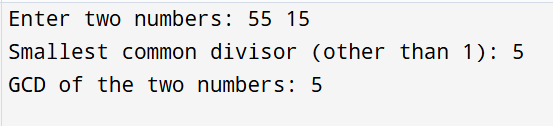 Enter two numbers: 55 15
Smallest common divisor (other than 1): 5
GCD of the two numbers: 5